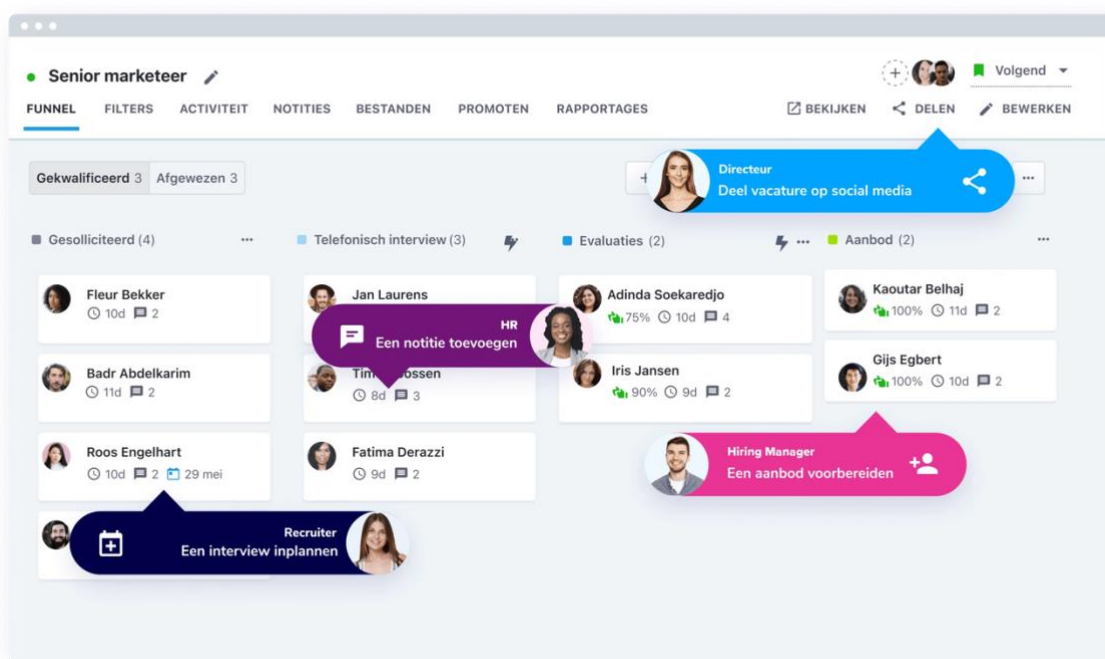 Senior marketeer
Volgend
FUNNEL FILTERS ACTIVITEIT NOTITIES BESTANDEN PROMOTEN RAPPORTAGES BEKIJKEN DELEN BEWERKEN
Gekwalificeerd 3 Afgewezen 3
Directeur
Deel vacature op social media
Gesolliciteerd (4)
Telefonisch interview (3)
Evaluaties (2)
Aanbod (2)
Fleur Bekker
10d 2
Badr Abdelkarim
11d 2
Roos Engelhart
10d 2 29 mei
Recruiter
Een interview inplannen
Jan Laurens
HR
Een notitie toevoegen
8d 3
Fatima Derazzi
9d 2
Adinda Soekaredjo
75% 10d 4
Iris Jansen
90% 9d 2
Kaoutar Belhaj
100% 11d 2
Gijs Egbert
100% 10d 2
Hiring Manager
Een aanbod voorbereiden